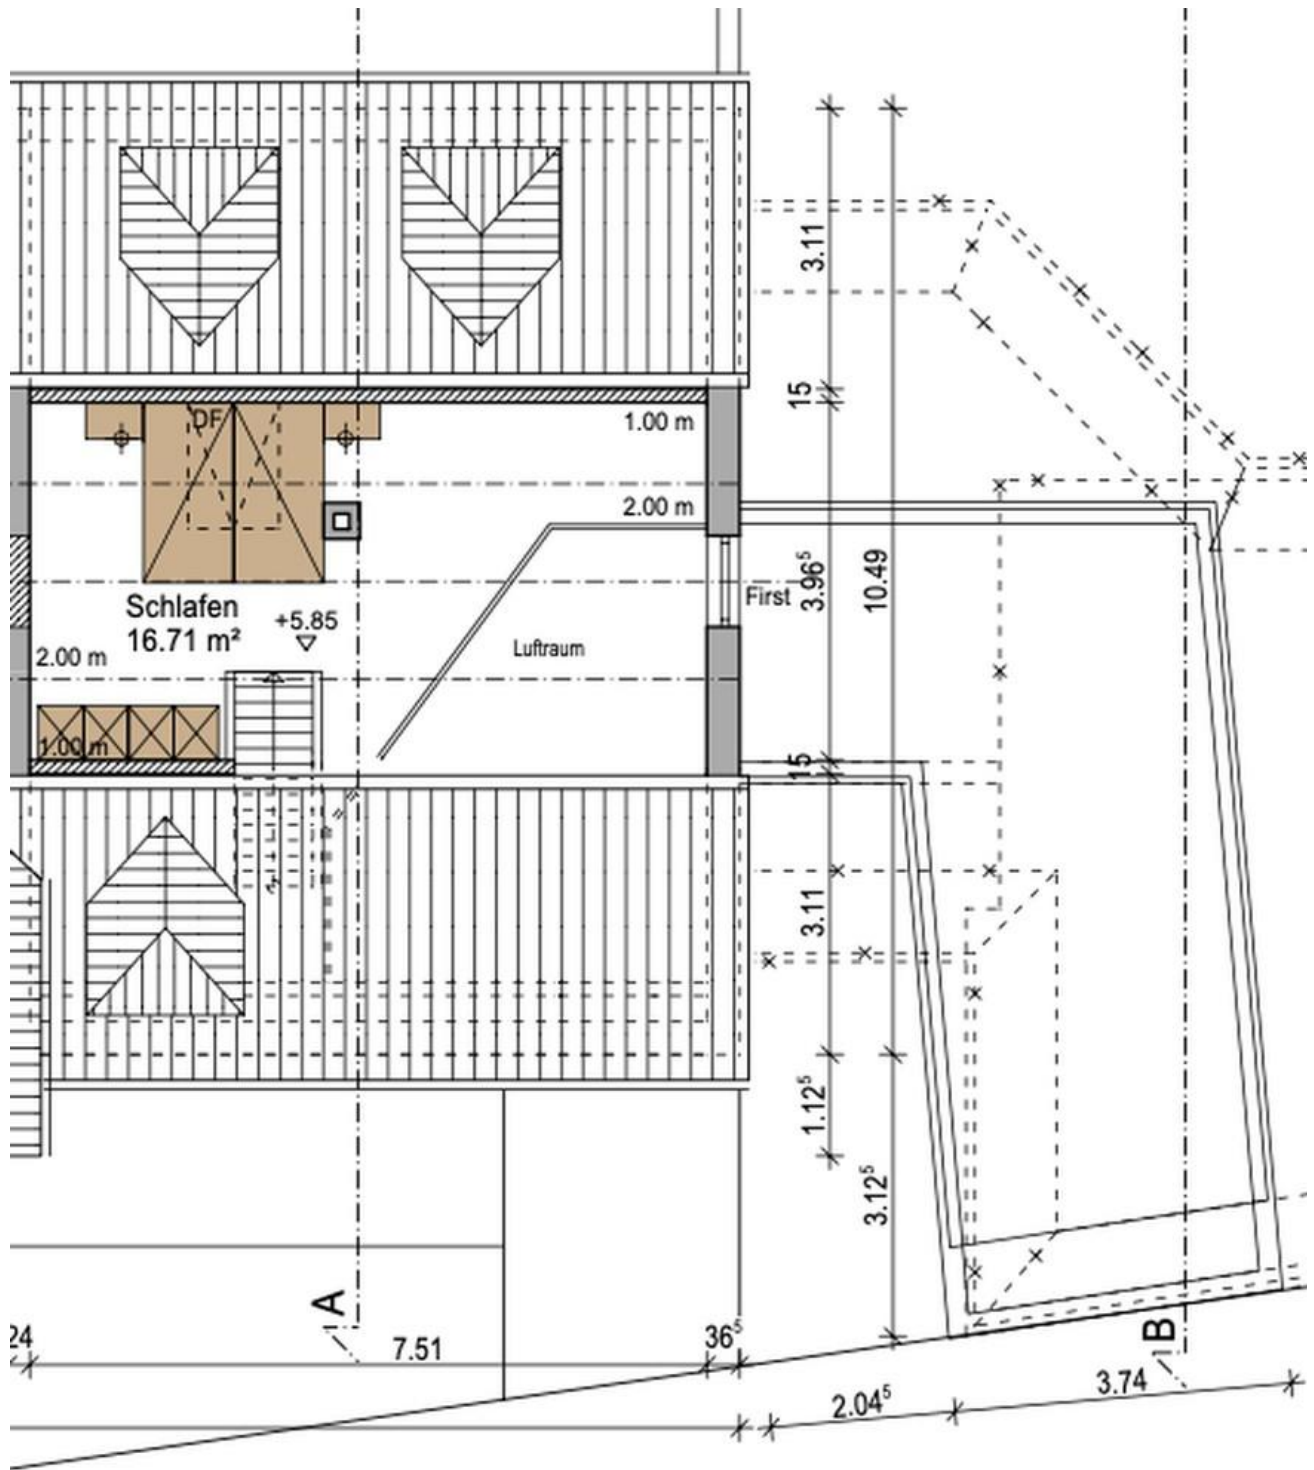 3.11
15
DF
1.00 m
2.00 m
3.96⁵
10.49
First
Schlafen
16.71 m²
+5.85
Luftraum
2.00 m
1.00 m
15
3.11
1.12⁵
3.12⁵
A
B
24
7.51
36⁵
2.04⁵
3.74